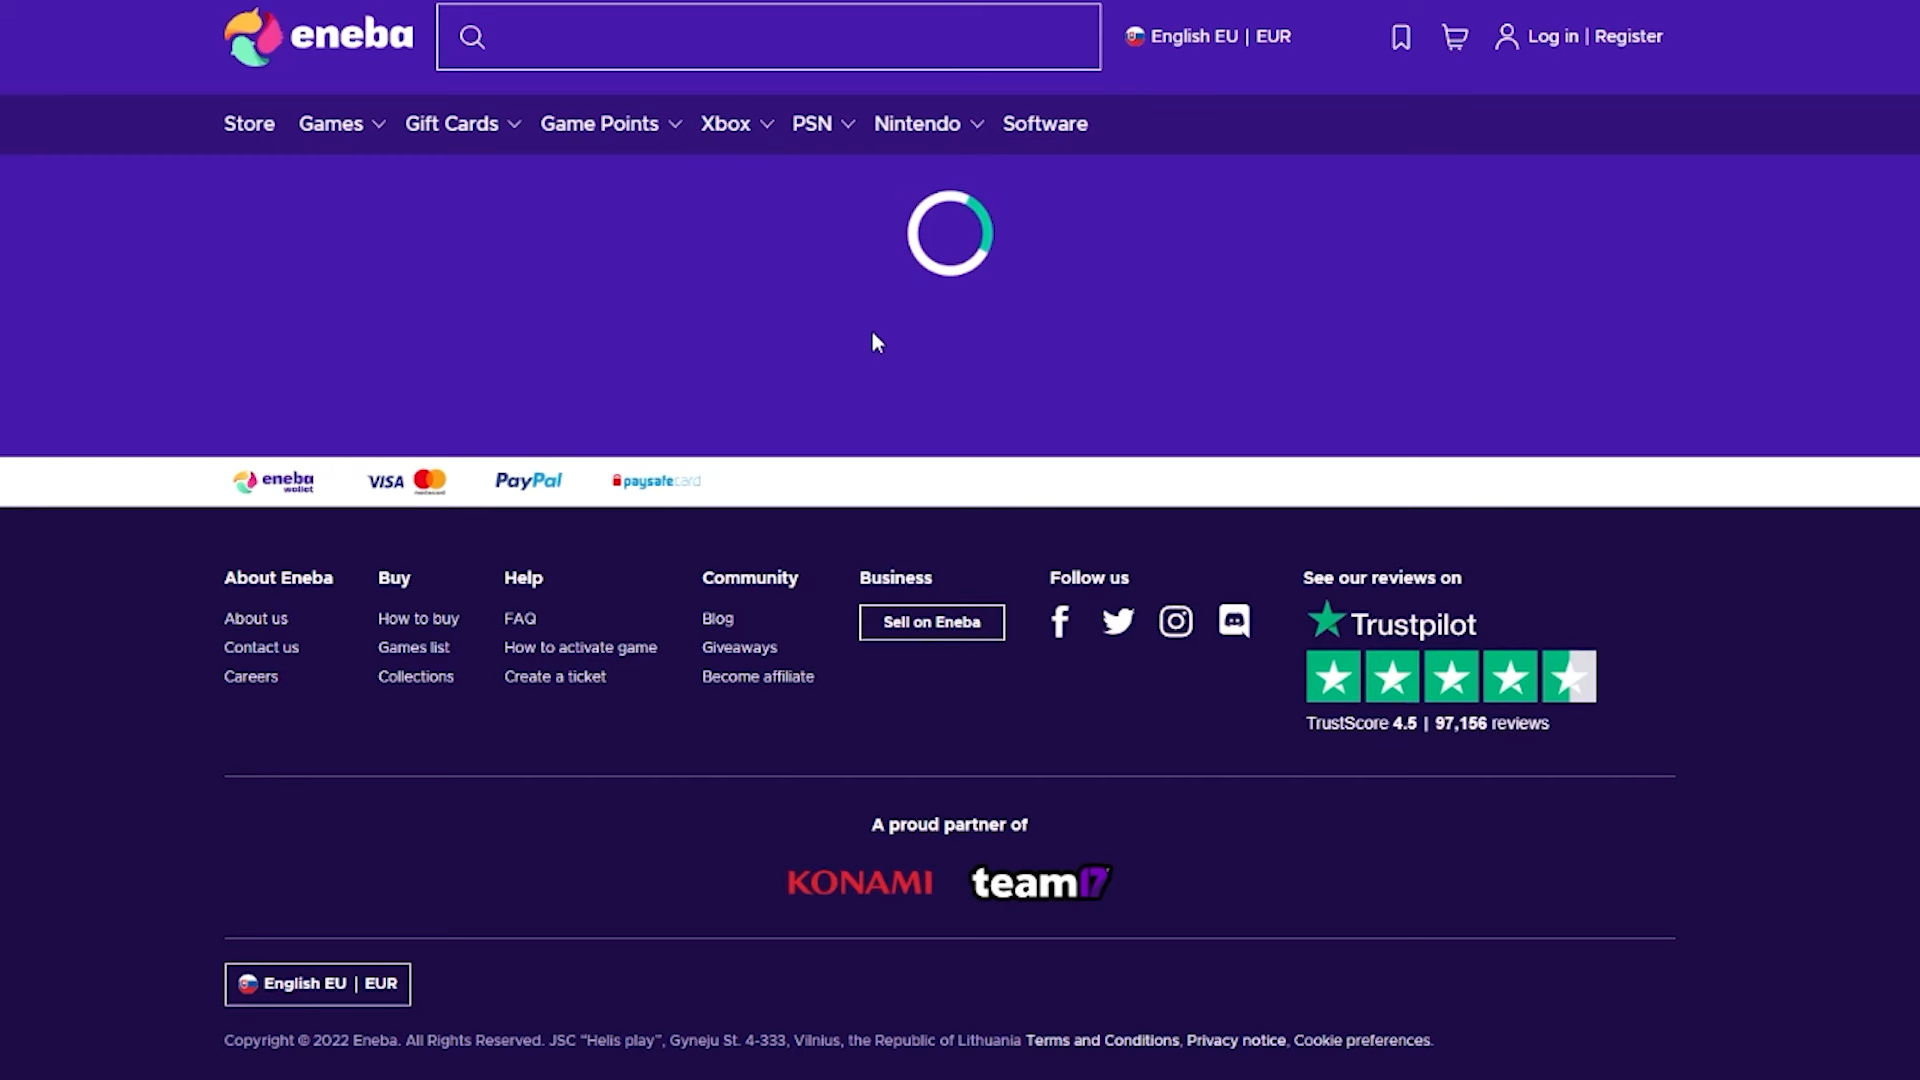 eneba
English EU | EUR
Log in | Register
Store Games Gift Cards Game Points Xbox PSN Nintendo Software
eneba wallet VISA mastercard PayPal paysafecard
About Eneba Buy Help Community Business Follow us See our reviews on
About us How to buy FAQ Blog Sell on Eneba Trustpilot
Contact us Games list How to activate game Giveaways
Careers Collections Create a ticket Become affiliate
TrustScore 4.5 | 97,156 reviews
A proud partner of
KONAMI team17
English EU | EUR
Copyright © 2022 Eneba. All Rights Reserved. JSC “Helis play”, Gyneju St. 4-333, Vilnius, the Republic of Lithuania Terms and Conditions, Privacy notice, Cookie preferences.